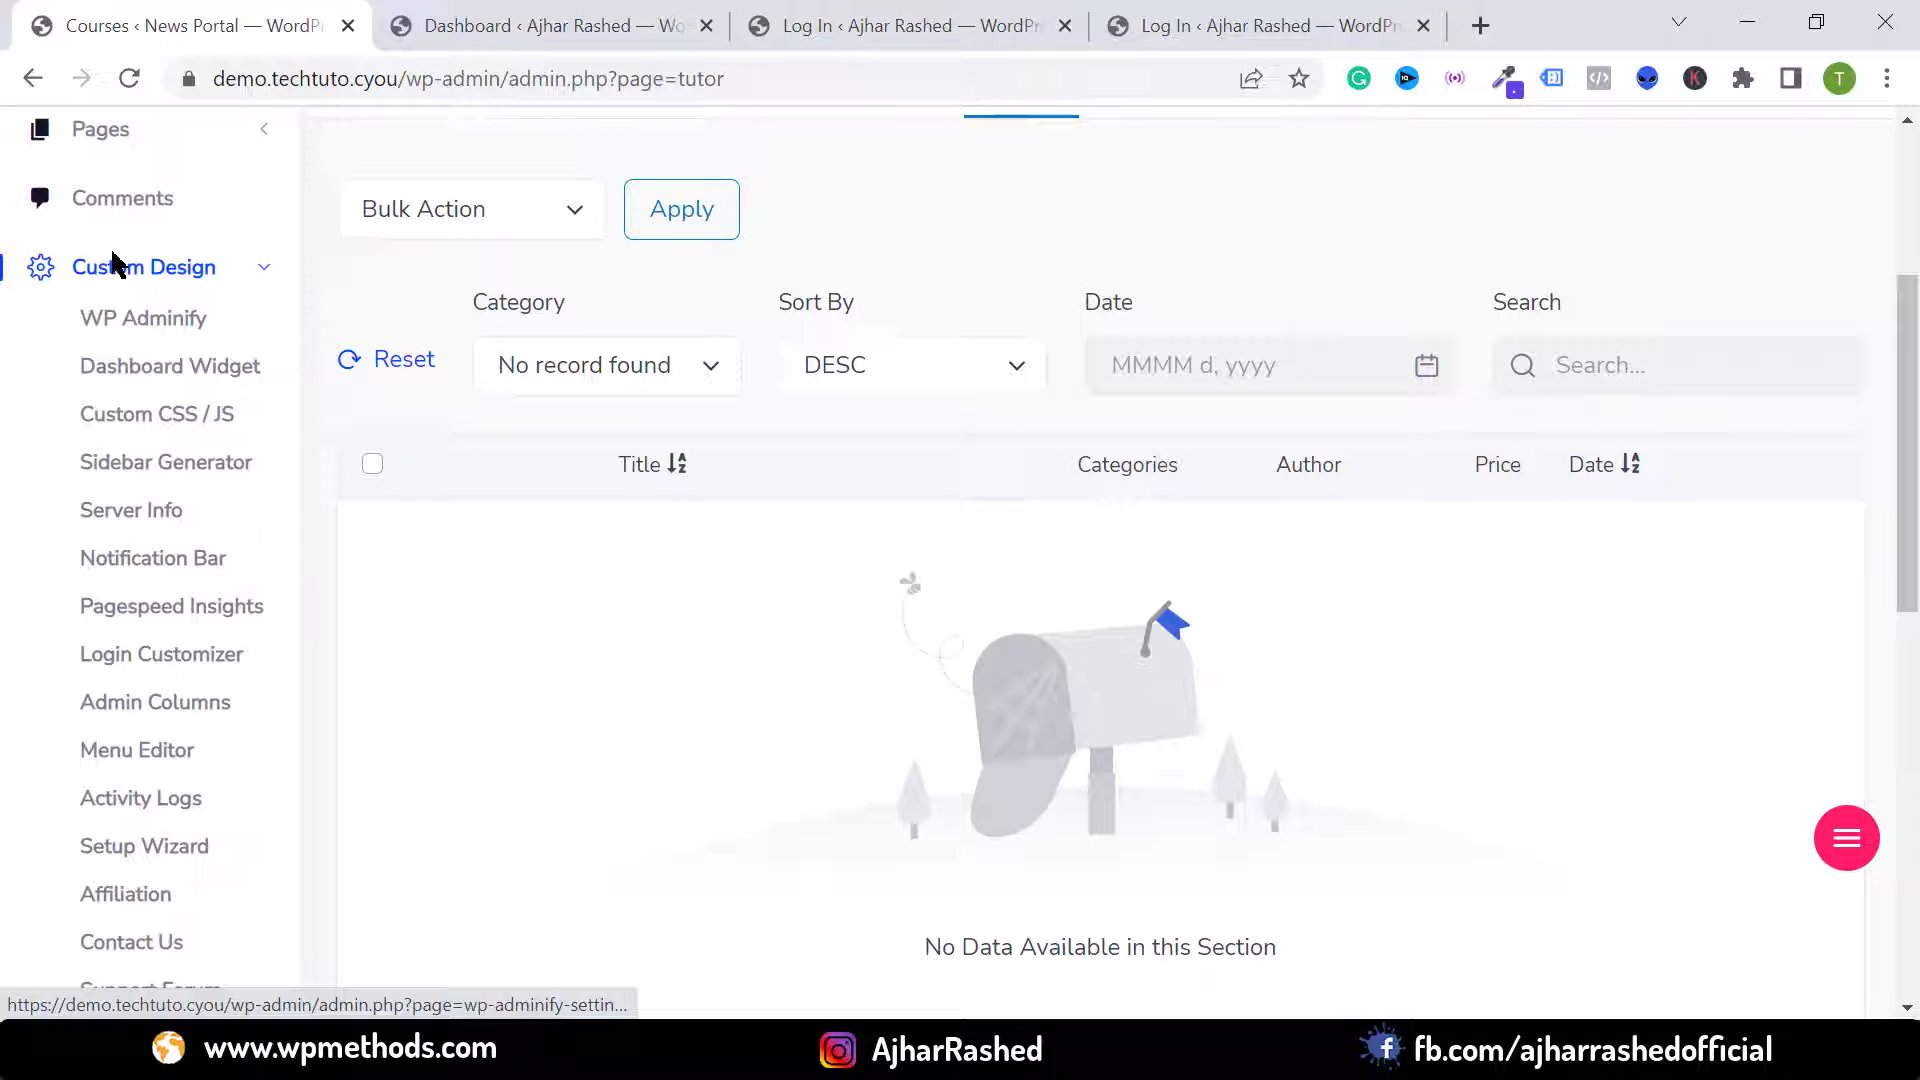 Courses ‹ News Portal — WordPr
Dashboard ‹ Ajhar Rashed — Wo
Log In ‹ Ajhar Rashed — WordPr
Log In ‹ Ajhar Rashed — WordPr
demo.techtuto.cyou/wp-admin/admin.php?page=tutor
T
Pages
Comments
Custom Design
WP Adminify
Dashboard Widget
Custom CSS / JS
Sidebar Generator
Server Info
Notification Bar
Pagespeed Insights
Login Customizer
Admin Columns
Menu Editor
Activity Logs
Setup Wizard
Affiliation
Contact Us
Support Forum
Bulk Action
Apply
Category
Sort By
Date
Search
Reset
No record found
DESC
MMMM d, yyyy
Search...
Title
Categories
Author
Price
Date
No Data Available in this Section
https://demo.techtuto.cyou/wp-admin/admin.php?page=wp-adminify-settin...
www.wpmethods.com
AjharRashed
fb.com/ajharrashedofficial